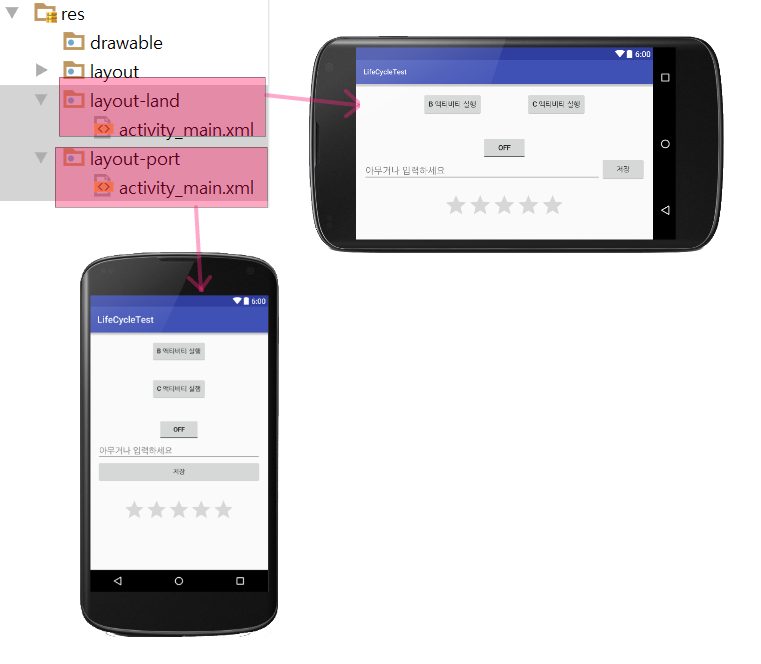 res
drawable
layout
layout-land
activity_main.xml
layout-port
activity_main.xml
6:00
LifeCycleTest
B 액티비티 실행
C 액티비티 실행
OFF
아무거나 입력하세요
저장
6:00
LifeCycleTest
B 액티비티 실행
C 액티비티 실행
OFF
아무거나 입력하세요
저장